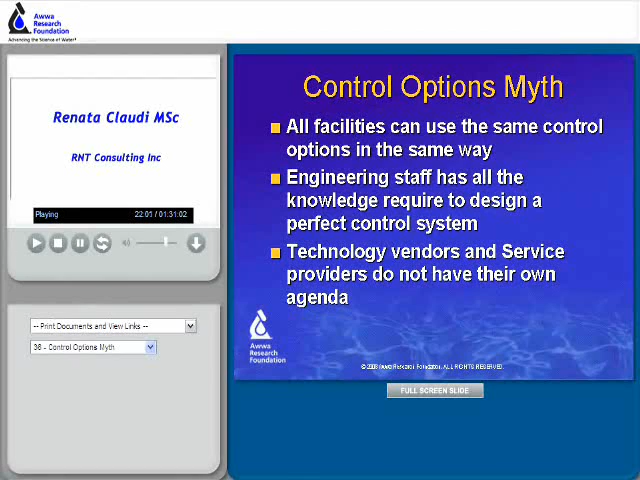 Awwa
Research
Foundation
Advancing the Science of Water®
Renata Claudi MSc
RNT Consulting Inc
Playing 22:01 / 01:31:02
-- Print Documents and View Links --
36 - Control Options Myth
Control Options Myth
All facilities can use the same control
options in the same way
Engineering staff has all the
knowledge require to design a
perfect control system
Technology vendors and Service
providers do not have their own
agenda
Awwa
Research
Foundation
© 2008 Awwa Research Foundation. ALL RIGHTS RESERVED.
FULL SCREEN SLIDE